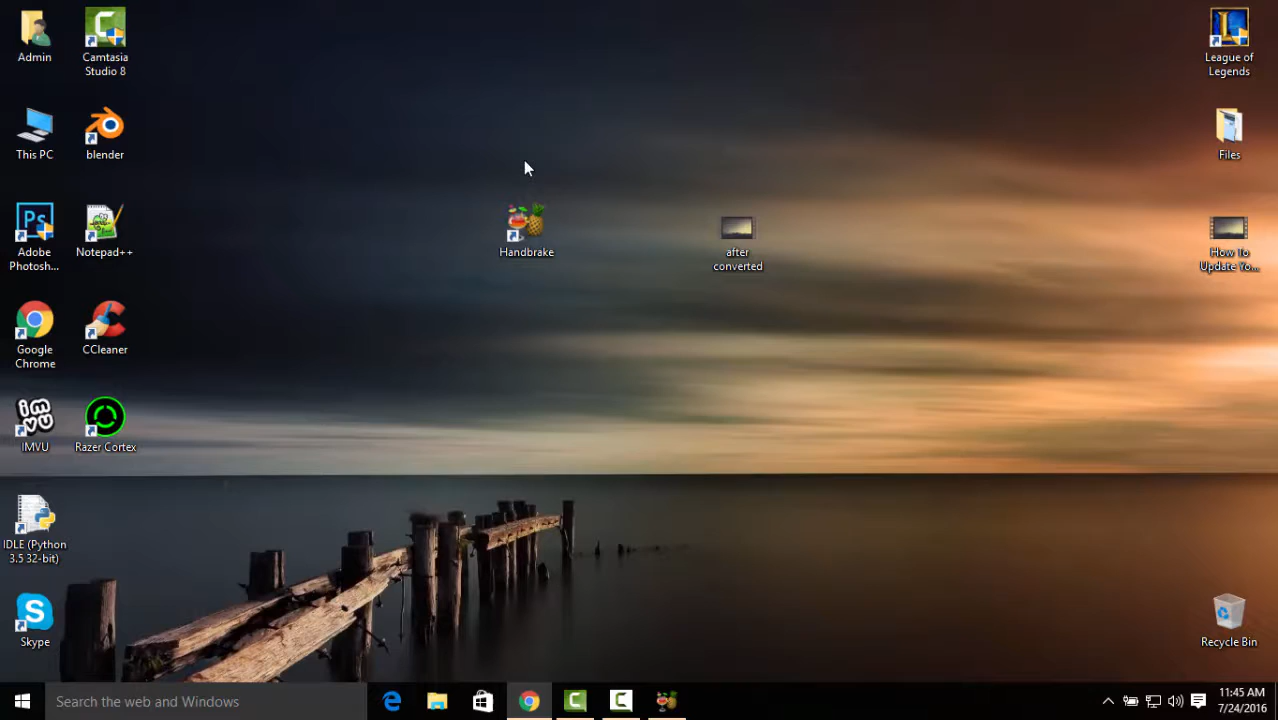 Admin
Camtasia
Studio 8
League of
Legends
This PC
blender
Files
Ps
Adobe
Photosh...
Notepad++
Handbrake
after
converted
How To
Update Yo...
Google
Chrome
CCleaner
IMVU
Razer Cortex
IDLE (Python
3.5 32-bit)
Skype
Recycle Bin
Search the web and Windows
11:45 AM
7/24/2016